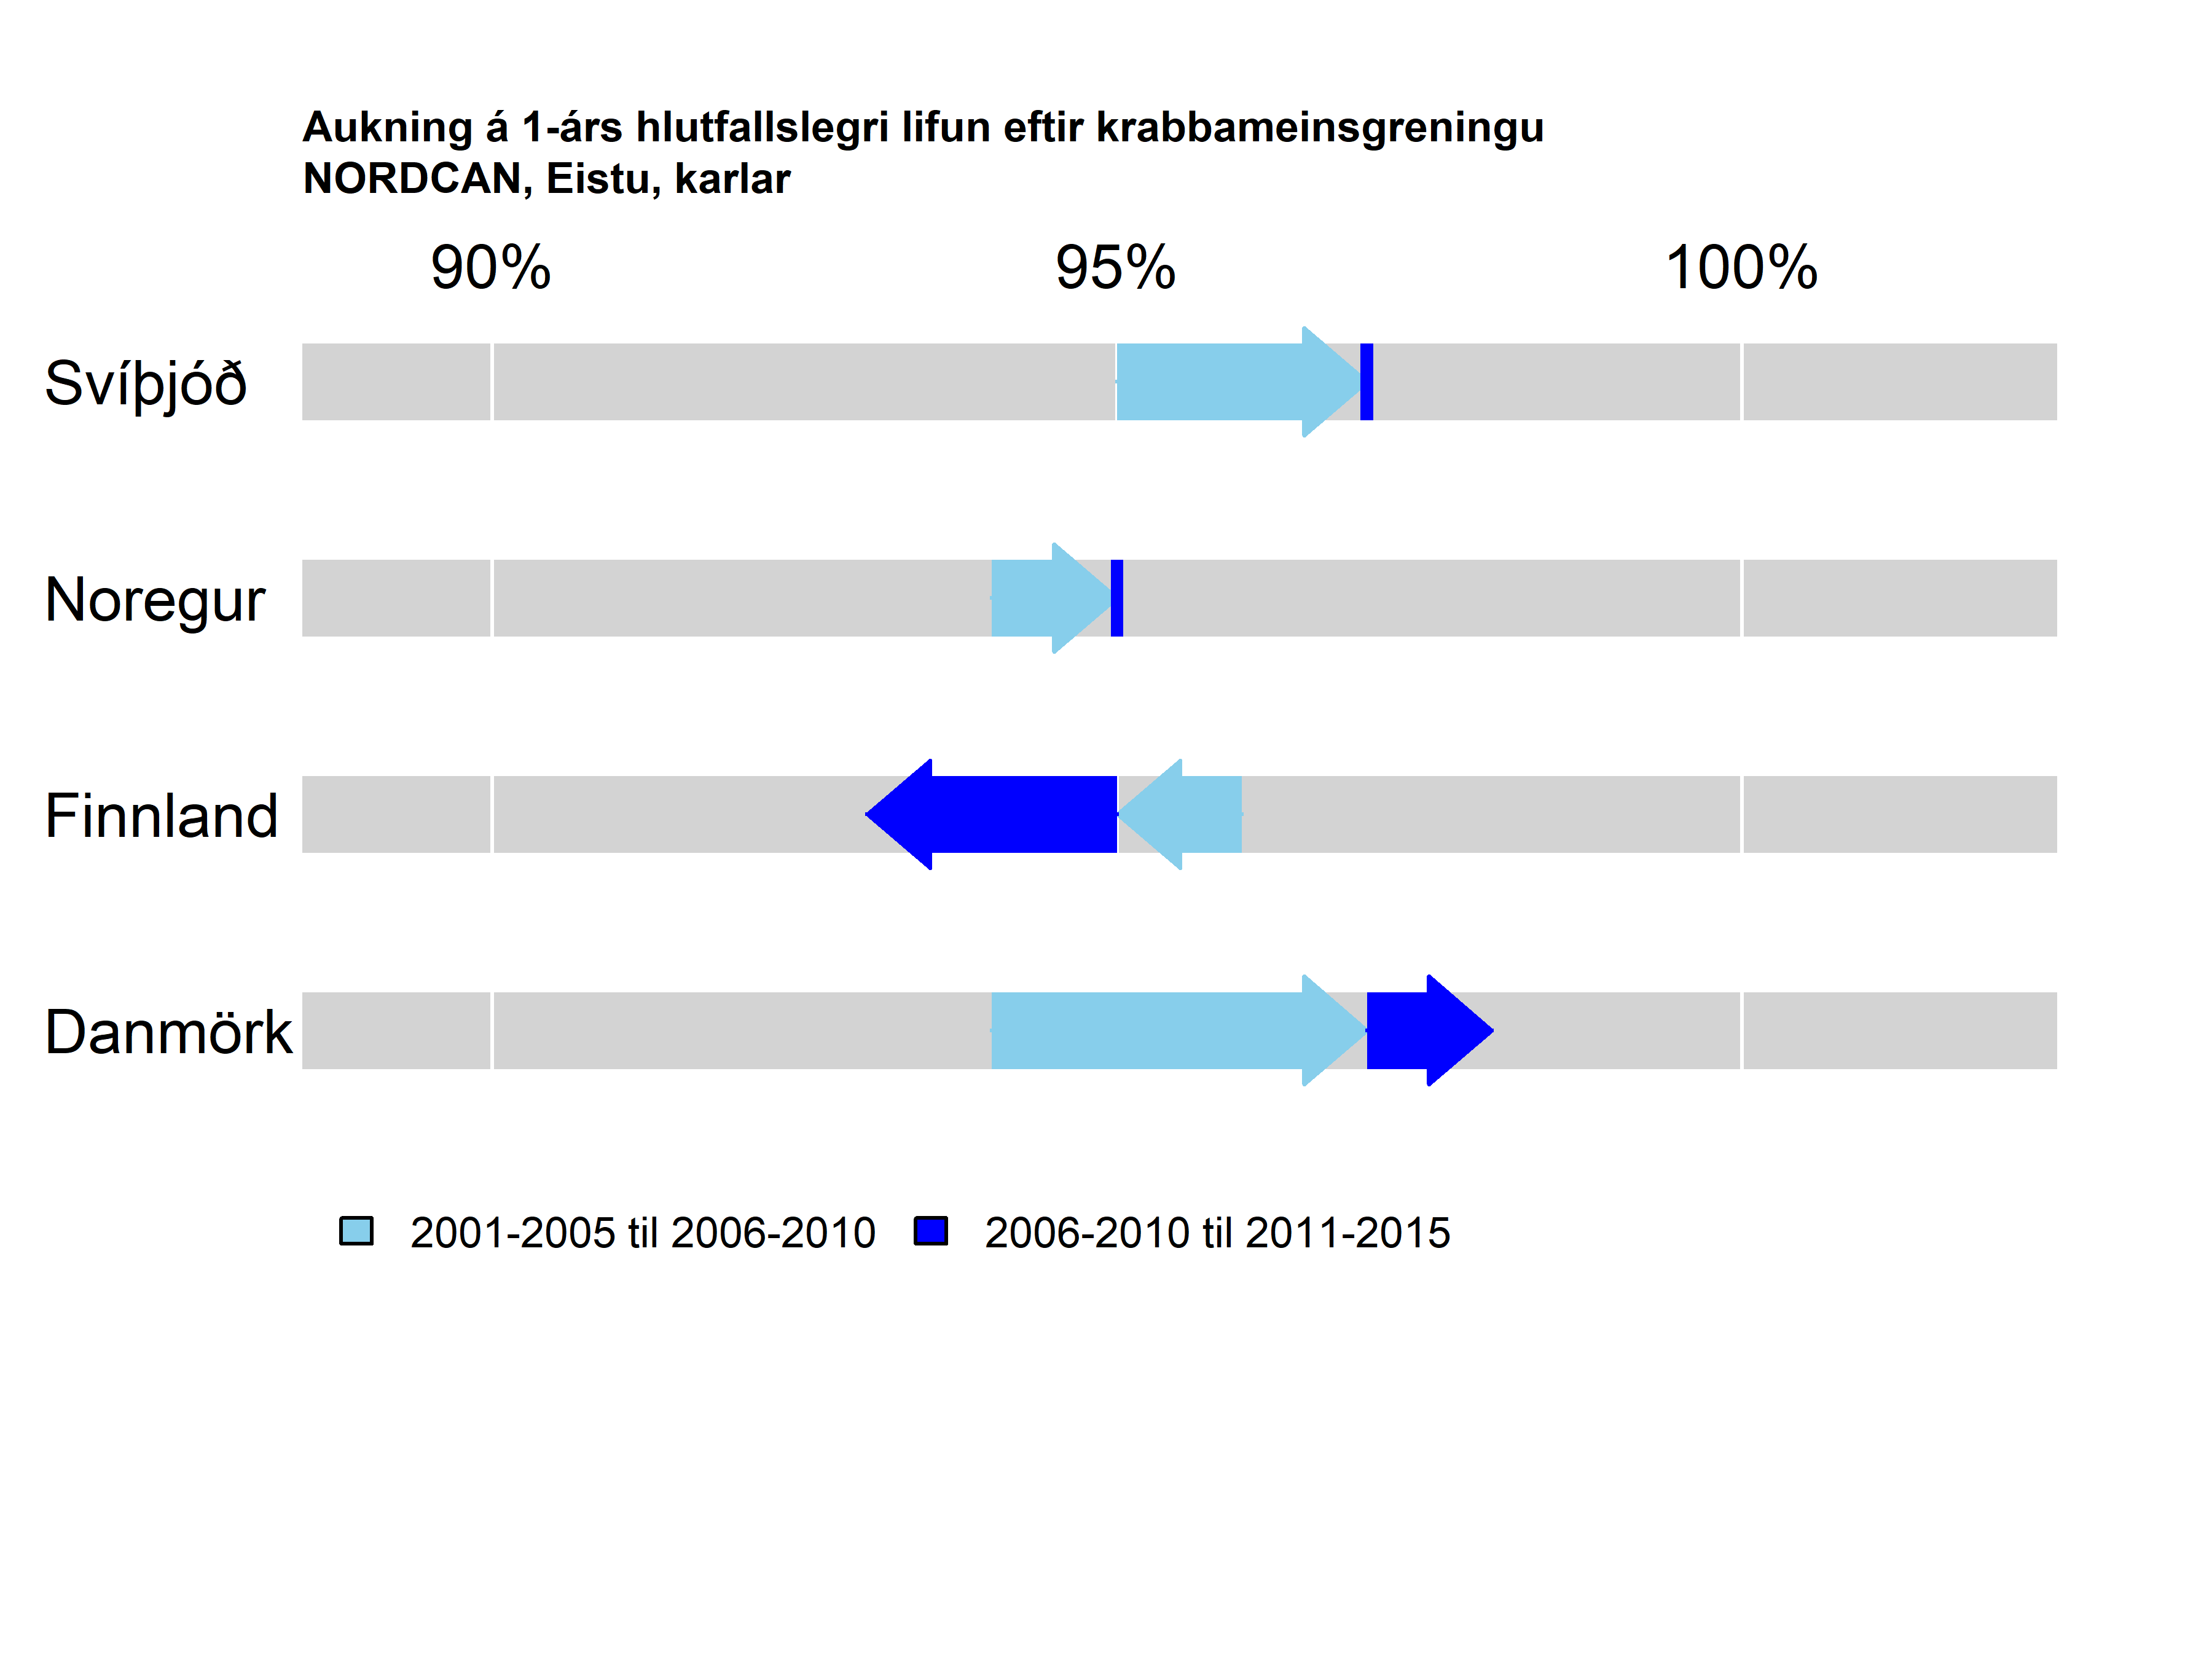 Aukning á 1-árs hlutfallslegri lifun eftir krabbameinsgreningu
NORDCAN, Eistu, karlar
90% 95% 100%
Svíþjóð
Noregur
Finnland
Danmörk
2001-2005 til 2006-2010 2006-2010 til 2011-2015